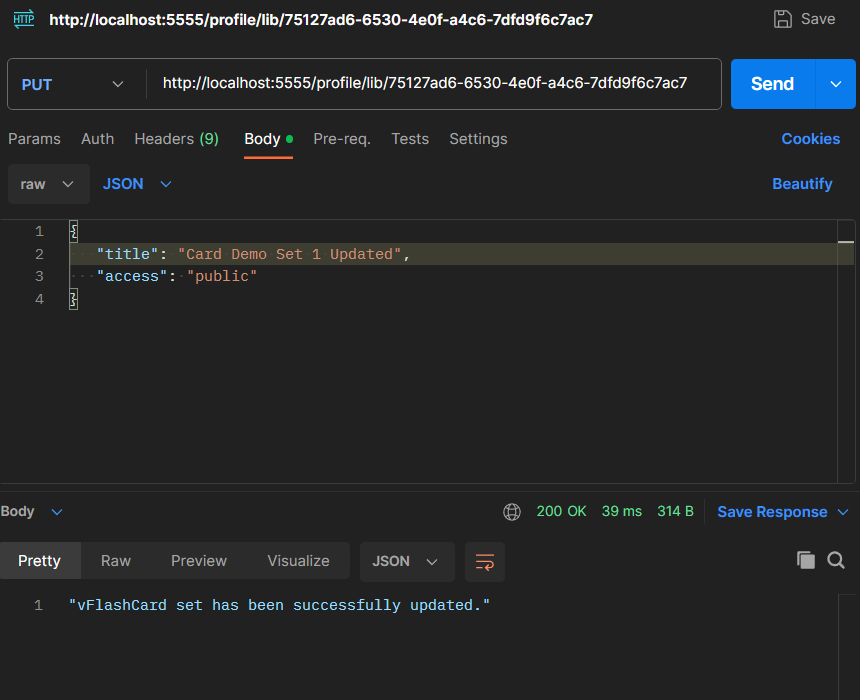 HTTP http://localhost:5555/profile/lib/75127ad6-6530-4e0f-a4c6-7dfd9f6c7ac7 Save
PUT http://localhost:5555/profile/lib/75127ad6-6530-4e0f-a4c6-7dfd9f6c7ac7 Send
Params Auth Headers (9) Body Pre-req. Tests Settings Cookies
raw JSON Beautify
1 {
2 "title": "Card Demo Set 1 Updated",
3 "access": "public"
4 }
Body 200 OK 39 ms 314 B Save Response
Pretty Raw Preview Visualize JSON
1 "vFlashCard set has been successfully updated."